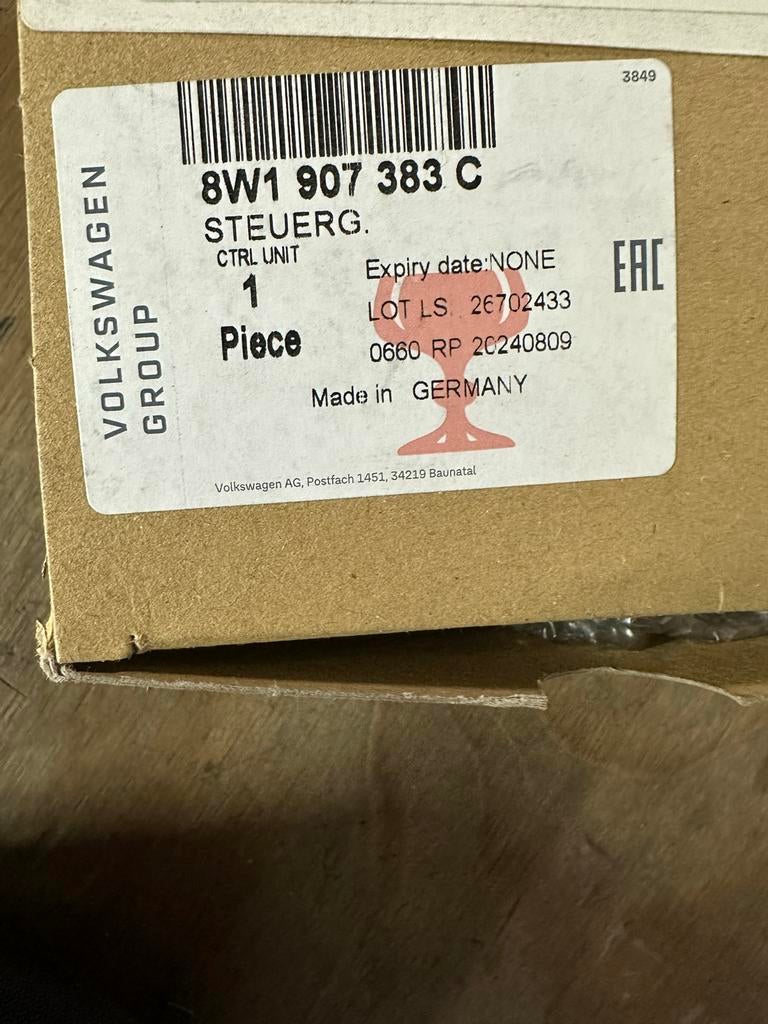 3849
8W1 907 383 C
STEUERG.
CTRL UNIT
1
Piece
Expiry date:NONE
LOT LS 26702433
0660 RP 20240809
Made in GERMANY
EAC
VOLKSWAGEN
GROUP
Volkswagen AG, Postfach 1451, 34219 Baunatal